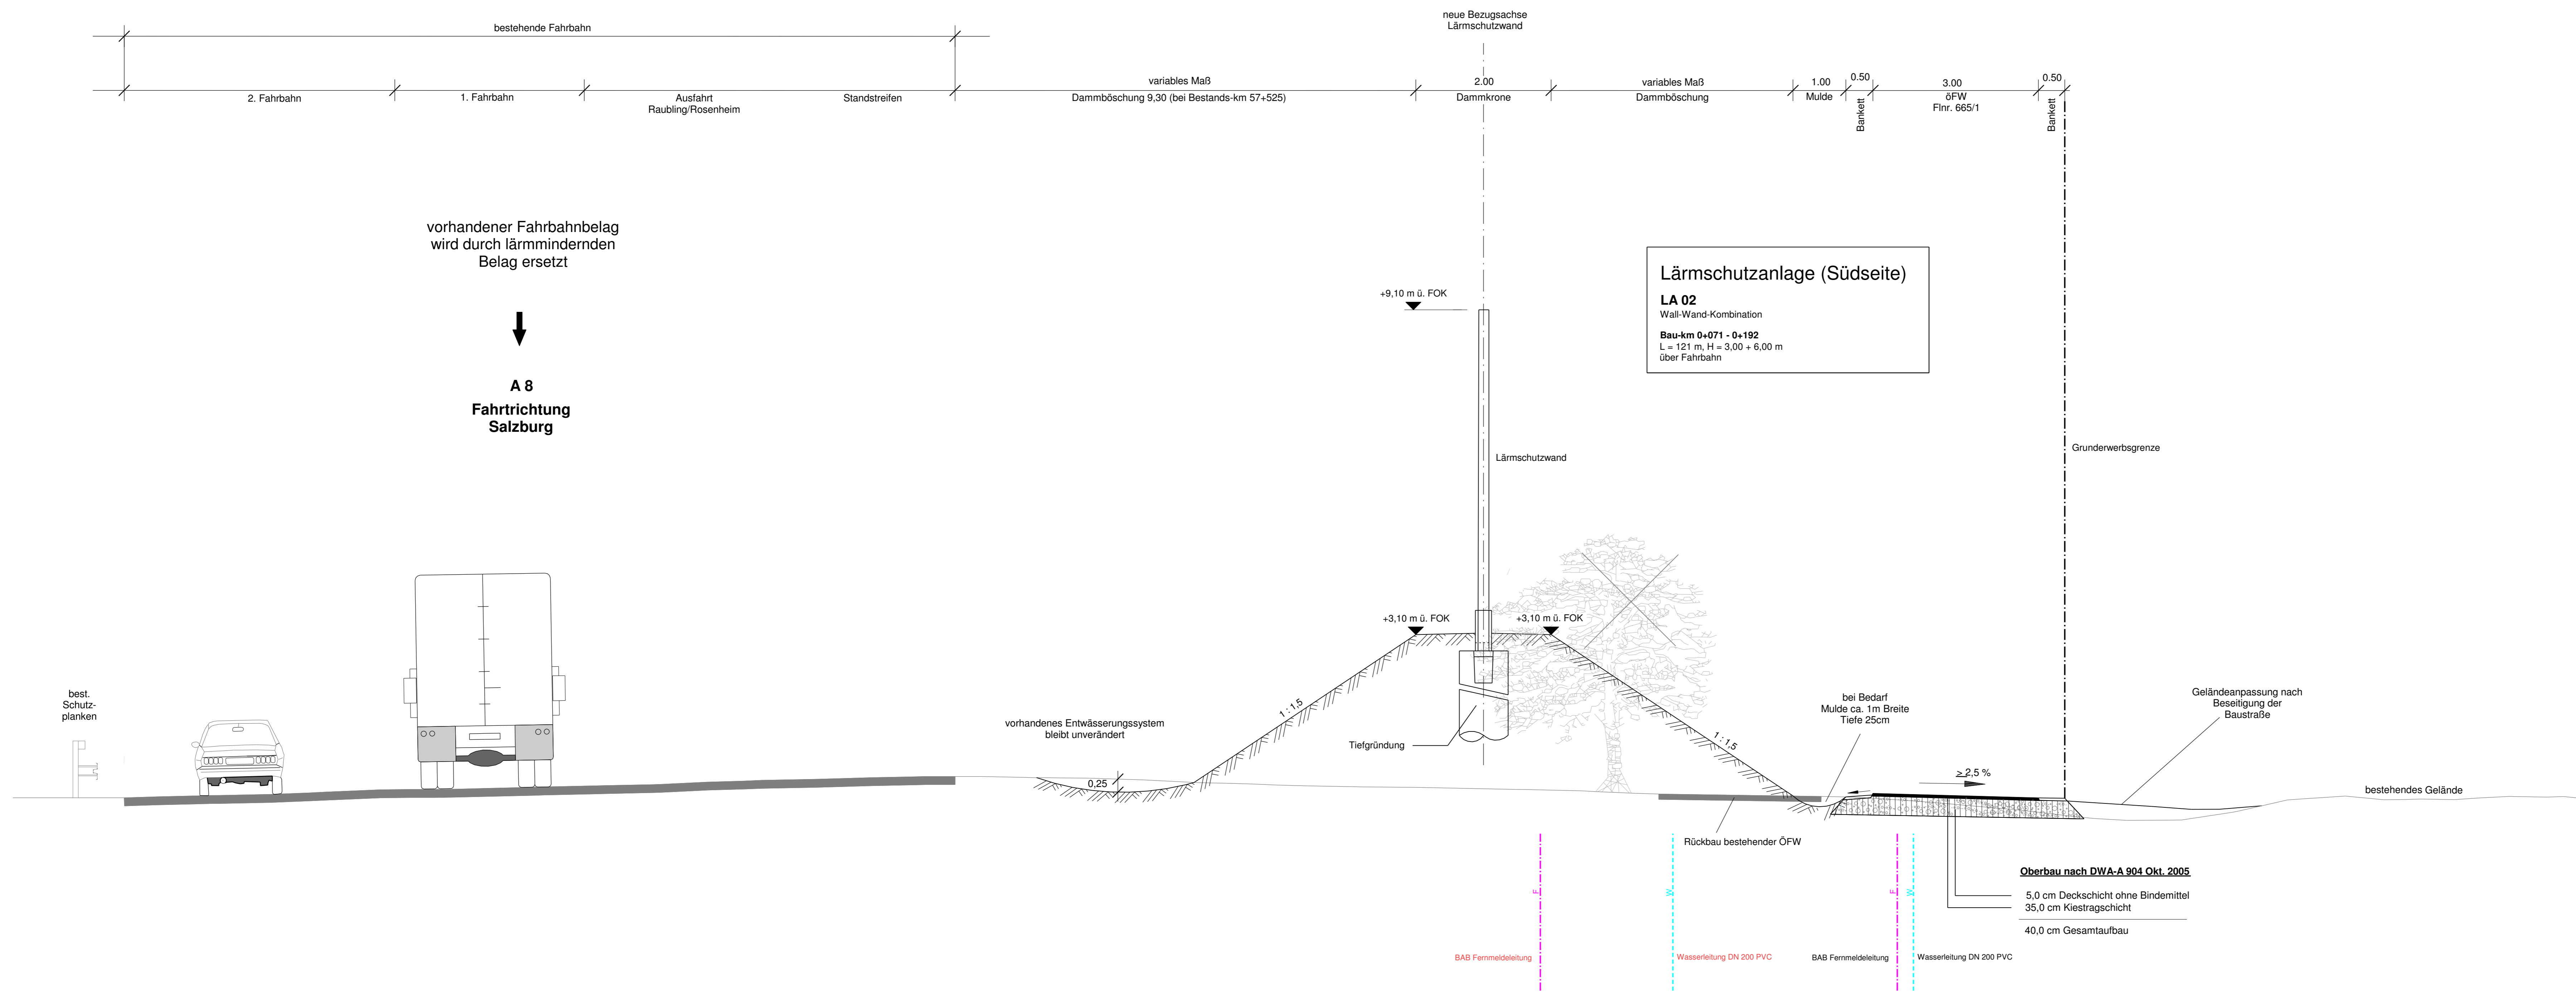 neue Bezugsachse
Lärmschutzwand
bestehende Fahrbahn
variables Maß
2.00
variables Maß
1.00
0.50
3.00
0.50
2. Fahrbahn
1. Fahrbahn
Ausfahrt
Raubling/Rosenheim
Standstreifen
Dammböschung 9,30 (bei Bestands-km 57+525)
Dammkrone
Dammböschung
Mulde
Bankett
öFW
Flnr. 665/1
Bankett
vorhandener Fahrbahnbelag
wird durch lärmmindernden
Belag ersetzt
A 8
Fahrtrichtung
Salzburg
+9,10 m ü. FOK
Lärmschutzanlage (Südseite)
LA 02
Wall-Wand-Kombination
Bau-km 0+071 - 0+192
L = 121 m, H = 3,00 + 6,00 m
über Fahrbahn
Lärmschutzwand
Grunderwerbsgrenze
+3,10 m ü. FOK
+3,10 m ü. FOK
best.
Schutz-
planken
vorhandenes Entwässerungssystem
bleibt unverändert
1 : 1,5
Tiefgründung
1 : 1,5
bei Bedarf
Mulde ca. 1m Breite
Tiefe 25cm
Geländeanpassung nach
Beseitigung der
Baustraße
0,25
> 2,5 %
bestehendes Gelände
Rückbau bestehender ÖFW
Oberbau nach DWA-A 904 Okt. 2005
5,0 cm Deckschicht ohne Bindemittel
35,0 cm Kiestragschicht
40,0 cm Gesamtaufbau
F
W
F
W
BAB Fernmeldeleitung
Wasserleitung DN 200 PVC
BAB Fernmeldeleitung
Wasserleitung DN 200 PVC